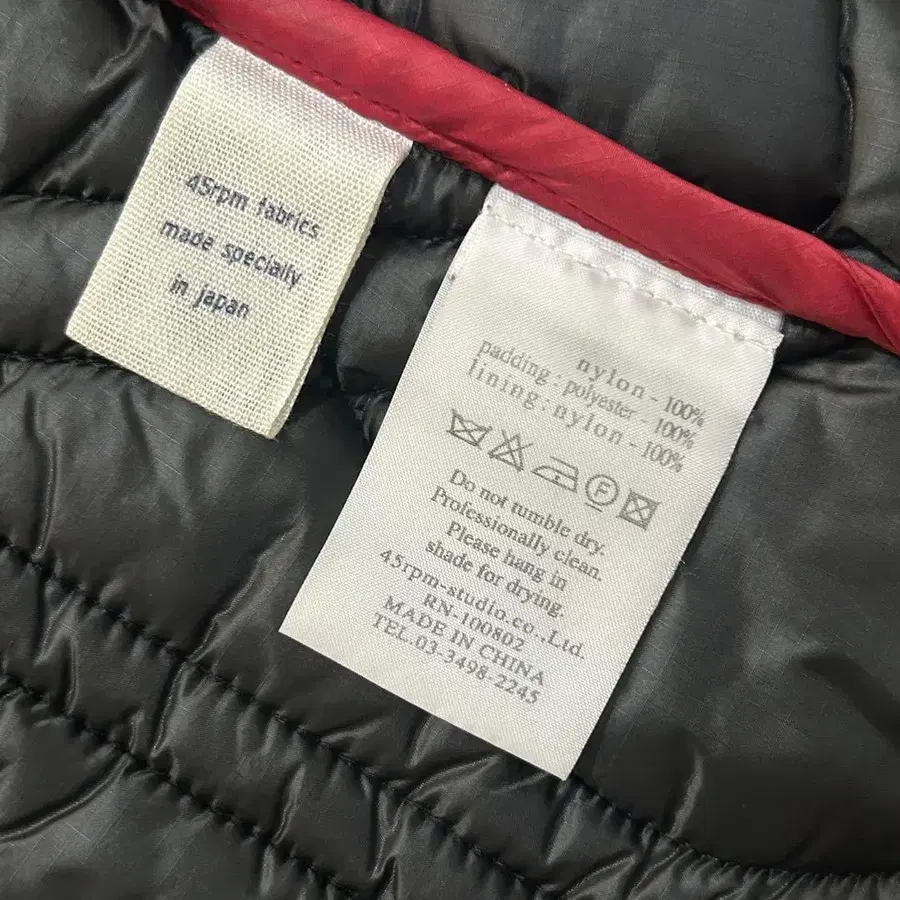 45rpm fabrics
made specially
in japan
nylon - 100%
padding : polyester - 100%
lining : nylon - 100%
F
Do not tumble dry.
Professionally clean.
Please hang in
shade for drying.
45rpm-studio.co.,Ltd.
RN-100802
MADE IN CHINA
TEL.03-3498-2245